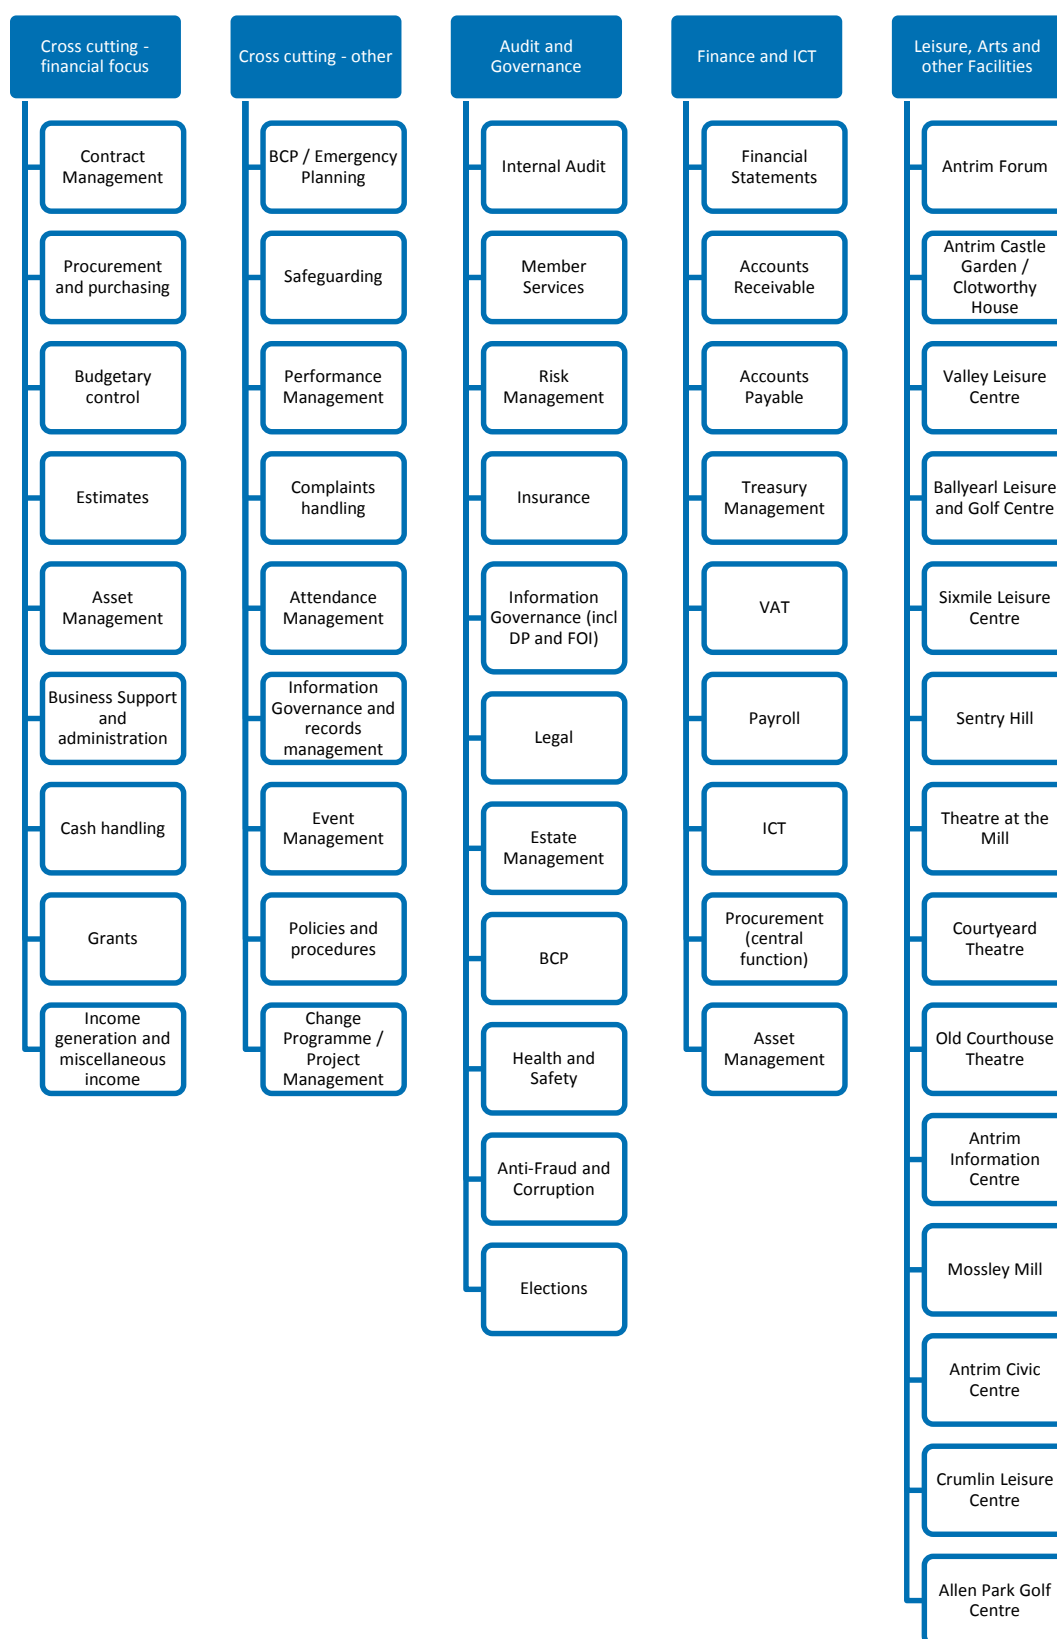 Cross cutting -
financial focus
Contract
Management
Procurement
and purchasing
Budgetary
control
Estimates
Asset
Management
Business Support
and
administration
Cash handling
Grants
Income
generation and
miscellaneous
income
Cross cutting - other
BCP / Emergency
Planning
Safeguarding
Performance
Management
Complaints
handling
Attendance
Management
Information
Governance and
records
management
Event
Management
Policies and
procedures
Change
Programme /
Project
Management
Audit and
Governance
Internal Audit
Member
Services
Risk
Management
Insurance
Information
Governance (incl
DP and FOI)
Legal
Estate
Management
BCP
Health and
Safety
Anti-Fraud and
Corruption
Elections
Finance and ICT
Financial
Statements
Accounts
Receivable
Accounts
Payable
Treasury
Management
VAT
Payroll
ICT
Procurement
(central
function)
Asset
Management
Leisure, Arts and
other Facilities
Antrim Forum
Antrim Castle
Garden /
Clotworthy
House
Valley Leisure
Centre
Ballyearl Leisure
and Golf Centre
Sixmile Leisure
Centre
Sentry Hill
Theatre at the
Mill
Courtyeard
Theatre
Old Courthouse
Theatre
Antrim
Information
Centre
Mossley Mill
Antrim Civic
Centre
Crumlin Leisure
Centre
Allen Park Golf
Centre